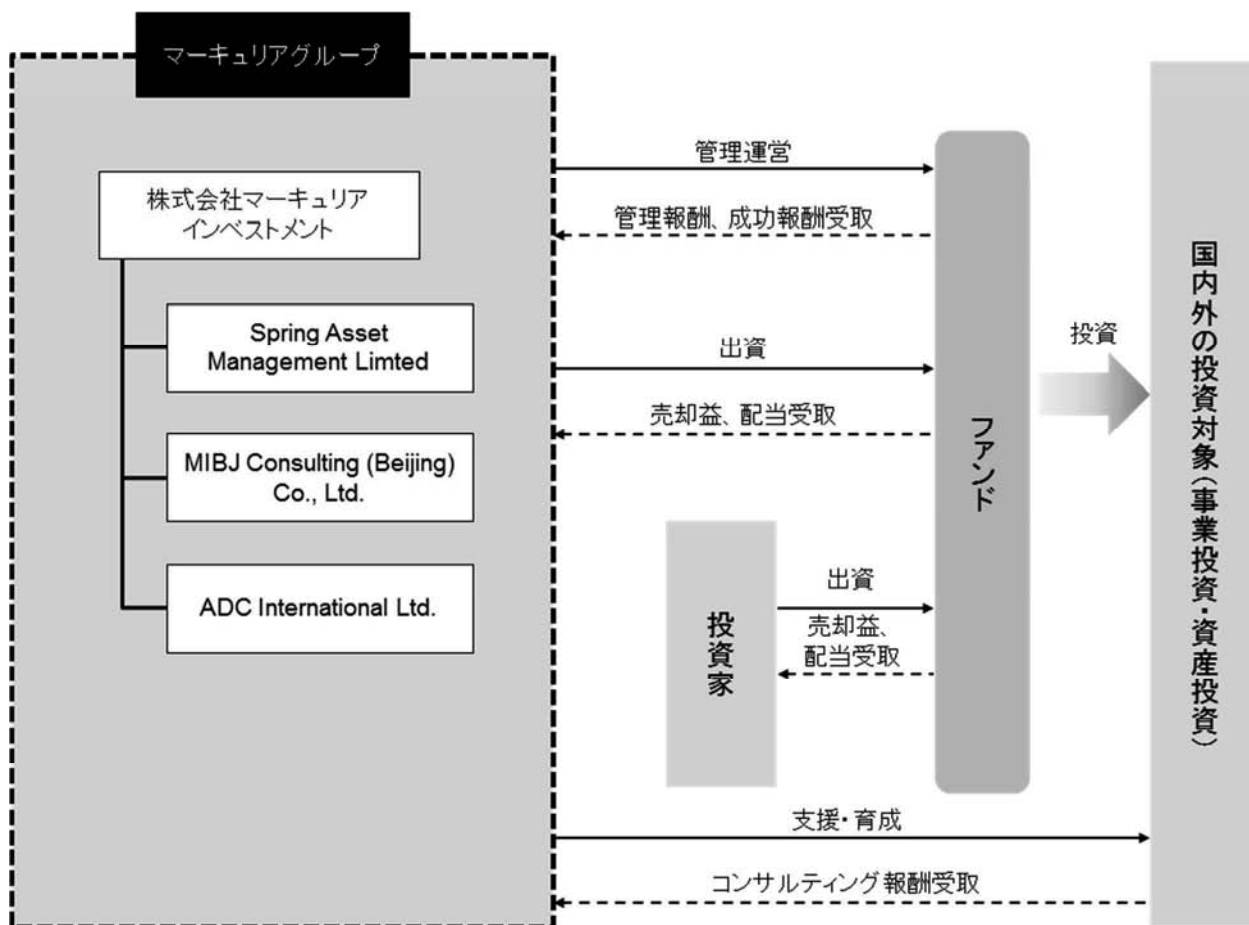 マーキュリアグループ
株式会社マーキュリア
インベストメント
Spring Asset
Management Limted
MIBJ Consulting (Beijing)
Co., Ltd.
ADC International Ltd.
管理運営
管理報酬、成功報酬受取
出資
売却益、配当受取
投資家
出資
売却益、
配当受取
ファンド
投資
国内外の投資対象(事業投資・資産投資)
支援・育成
コンサルティング報酬受取